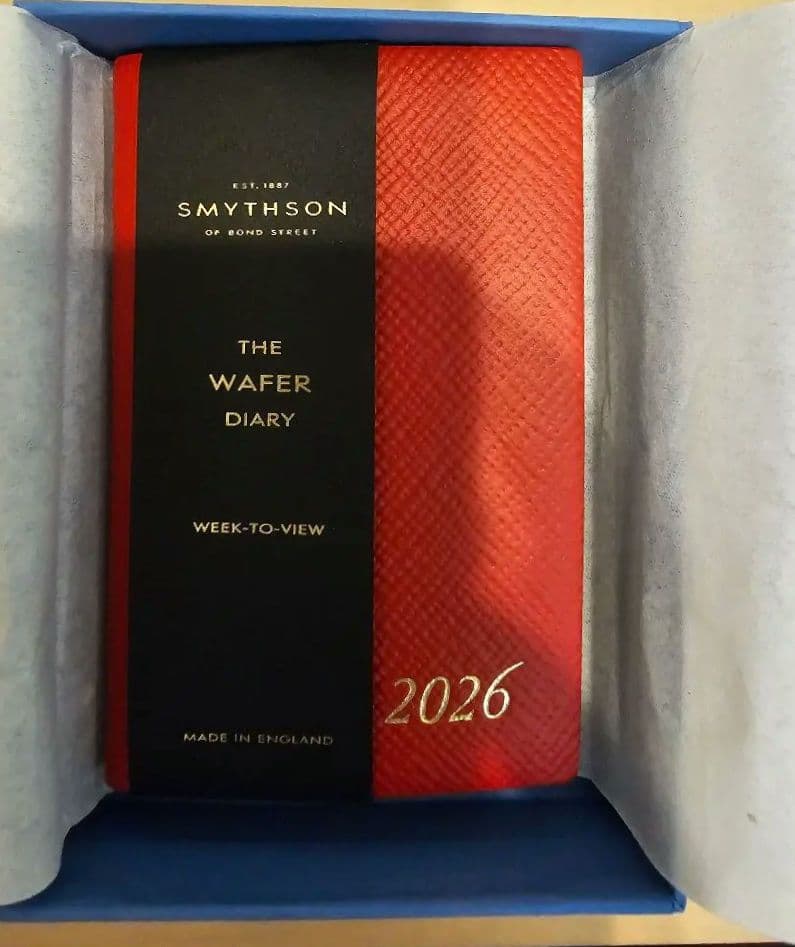 EST. 1887
SMYTHSON
OF BOND STREET
THE
WAFER
DIARY
WEEK-TO-VIEW
MADE IN ENGLAND
2026